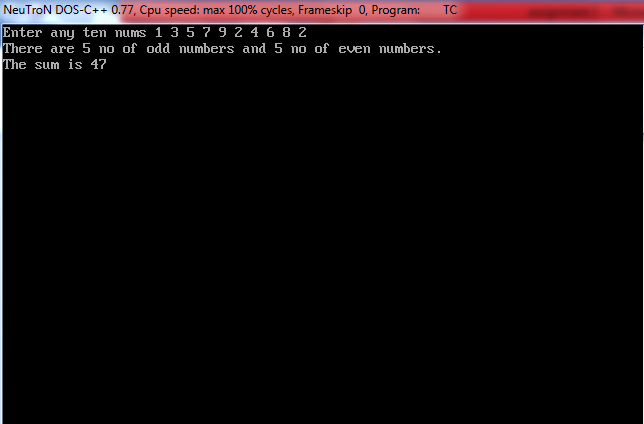 NeuTroN DOS-C++ 0.77, Cpu speed: max 100% cycles, Frameskip 0, Program: TC
Enter any ten nums 1 3 5 7 9 2 4 6 8 2
There are 5 no of odd numbers and 5 no of even numbers.
The sum is 47